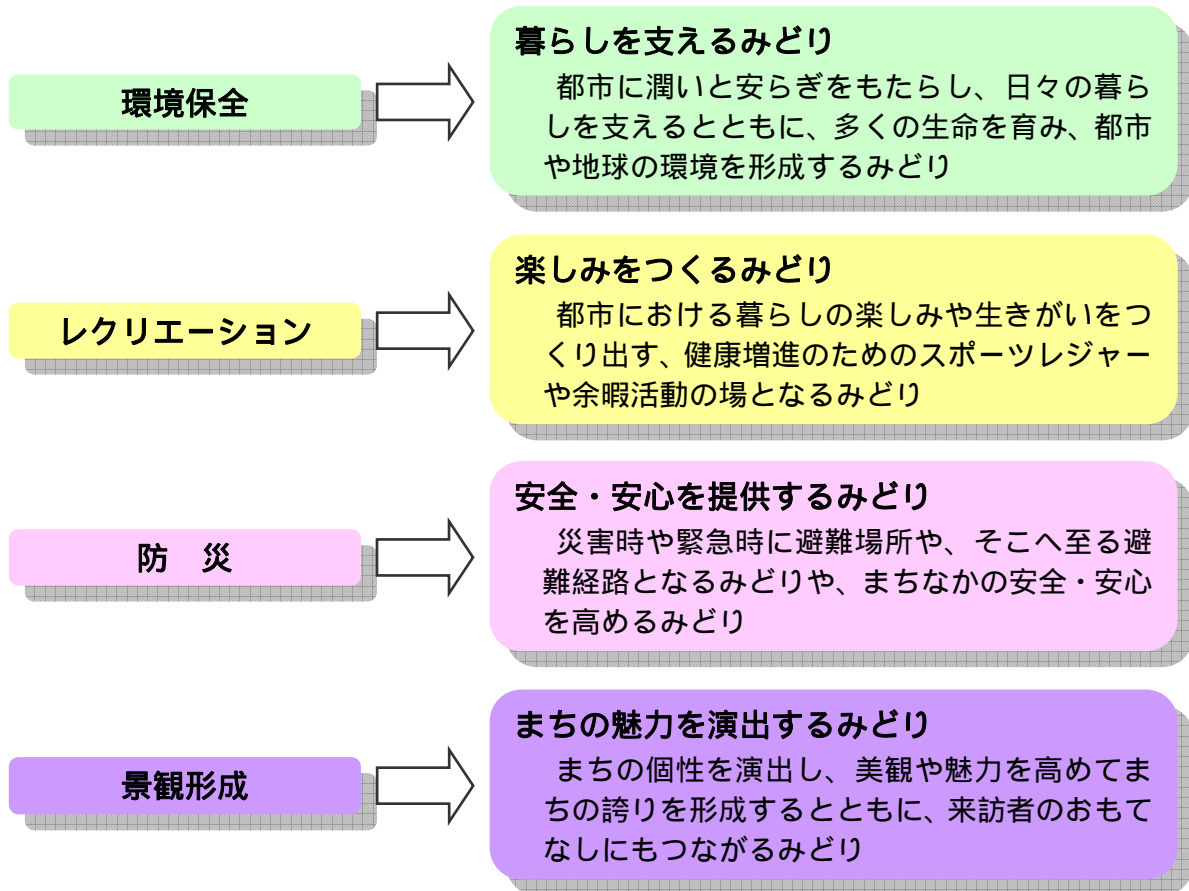 環境保全
暮らしを支えるみどり
都市に潤いと安らぎをもたらし、日々の暮ら
しを支えるとともに、多くの生命を育み、都市
や地球の環境を形成するみどり
レクリエーション
楽しみをつくるみどり
都市における暮らしの楽しみや生きがいをつ
くり出す、健康増進のためのスポーツレジャー
や余暇活動の場となるみどり
防　災
安全・安心を提供するみどり
災害時や緊急時に避難場所や、そこへ至る避
難経路となるみどりや、まちなかの安全・安心
を高めるみどり
景観形成
まちの魅力を演出するみどり
まちの個性を演出し、美観や魅力を高めてま
ちの誇りを形成するとともに、来訪者のおもて
なしにもつながるみどり